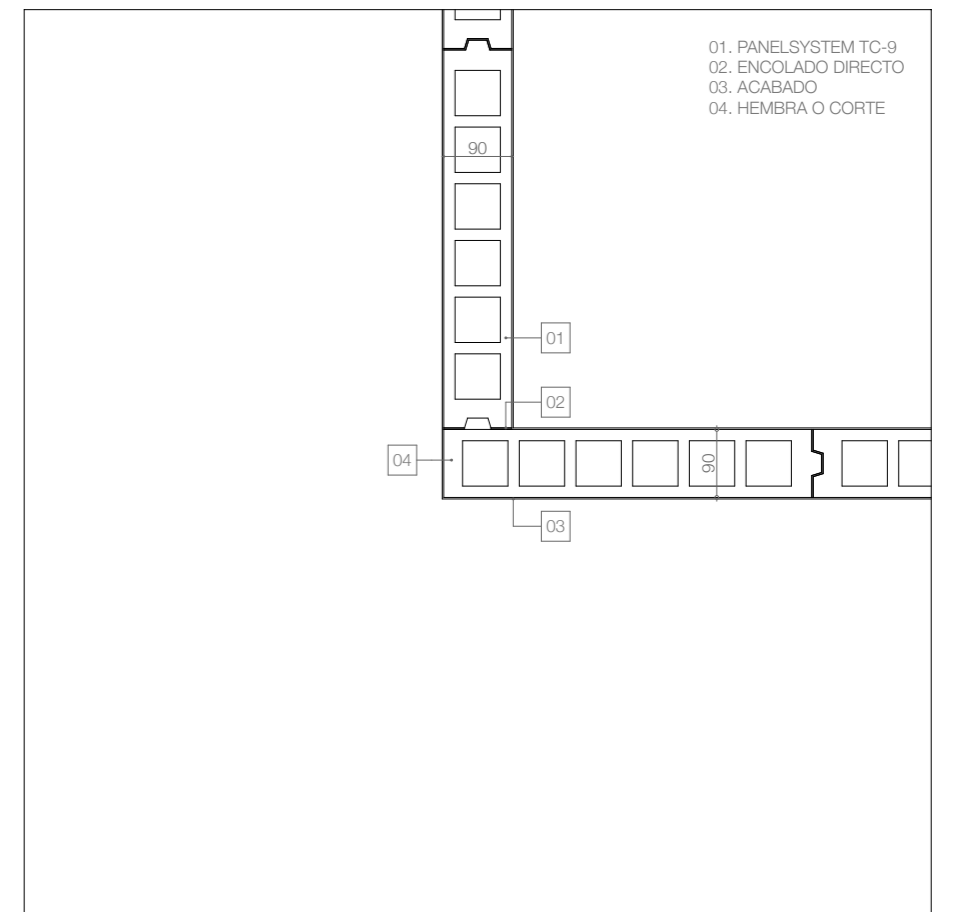 01. PANELSYSTEM TC-9
02. ENCOLADO DIRECTO
03. ACABADO
04. HEMBRA O CORTE
90
01
02
04
90
03